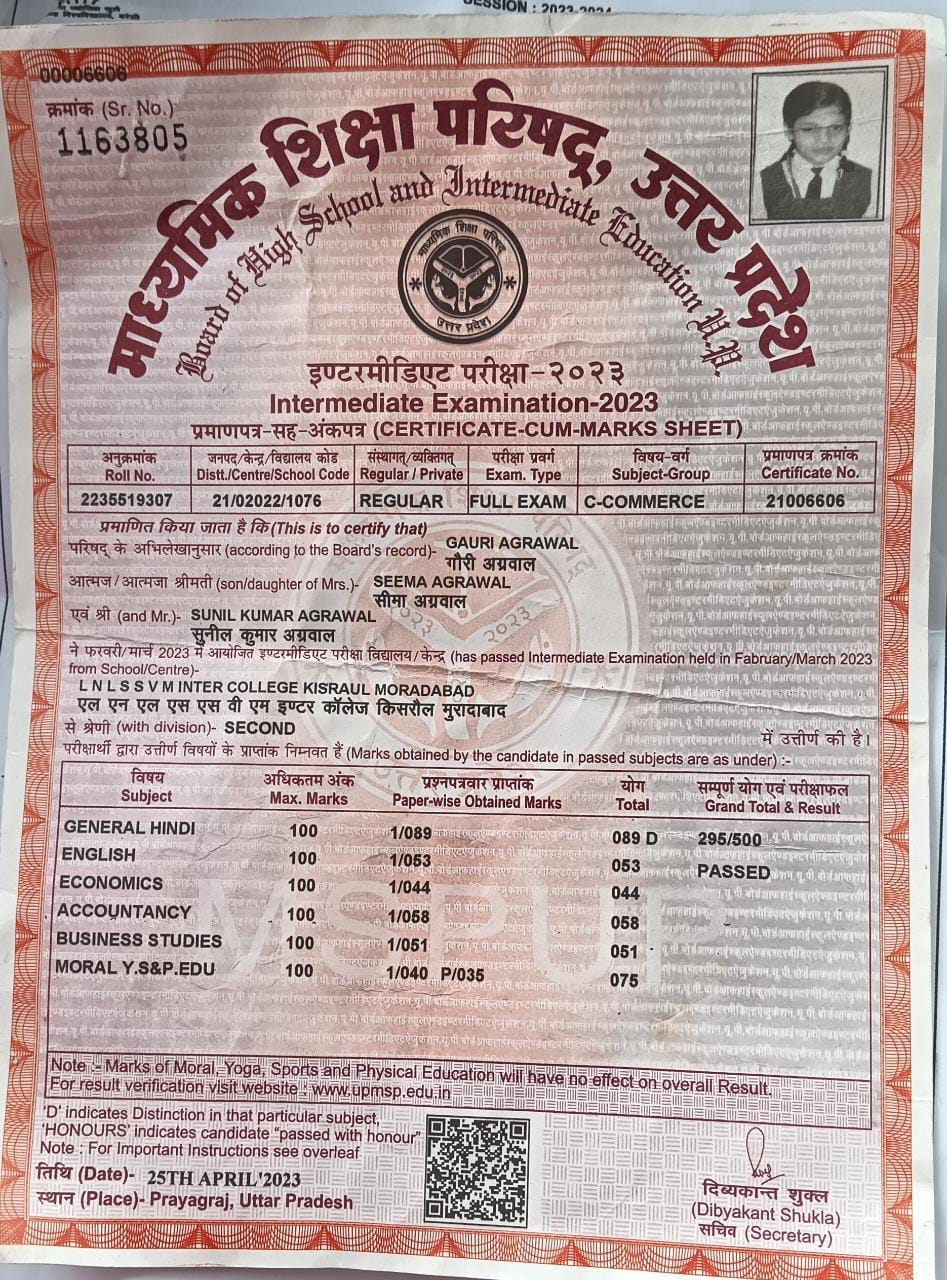 SESSION : 2023-2024
00006606
क्रमांक (Sr. No.)
1163805
माध्यमिक शिक्षा परिषद्, उत्तर प्रदेश
Board of High School and Intermediate Education U.P.
माध्यमिक शिक्षा परिषद
उत्तर प्रदेश
इण्टरमीडिएट परीक्षा-२०२३
Intermediate Examination-2023
प्रमाणपत्र-सह-अंकपत्र (CERTIFICATE-CUM-MARKS SHEET)
अनुक्रमांक जनपद/केन्द्र/विद्यालय कोड संस्थागत्/व्यक्तिगत् परीक्षा प्रवर्ग विषय-वर्ग प्रमाणपत्र क्रमांक
Roll No. Distt./Centre/School Code Regular / Private Exam. Type Subject-Group Certificate No.
2235519307 21/02022/1076 REGULAR FULL EXAM C-COMMERCE 21006606
प्रमाणित किया जाता है कि (This is to certify that)
परिषद् के अभिलेखानुसार (according to the Board's record)- GAURI AGRAWAL
गौरी अग्रवाल
आत्मज/आत्मजा श्रीमती (son/daughter of Mrs.)- SEEMA AGRAWAL
सीमा अग्रवाल
एवं श्री (and Mr.)- SUNIL KUMAR AGRAWAL
सुनील कुमार अग्रवाल
ने फरवरी/मार्च 2023 में आयोजित इण्टरमीडिएट परीक्षा विद्यालय/केन्द्र (has passed Intermediate Examination held in Fabruary/March 2023
from School/Centre)-
L N L S S V M INTER COLLEGE KISRAUL MORADABAD
एल एन एल एस एस वी एम इण्टर कॉलेज किसरौल मुरादाबाद
से श्रेणी (with division)- SECOND में उत्तीर्ण की है।
परीक्षार्थी द्वारा उत्तीर्ण विषयों के प्राप्तांक निम्नवत हैं (Marks obtained by the candidate in passed subjects are as under) :-
विषय अधिकतम अंक प्रश्नपत्रवार प्राप्तांक योग सम्पूर्ण योग एवं परीक्षाफल
Subject Max. Marks Paper-wise Obtained Marks Total Grand Total & Result
GENERAL HINDI 100 1/089 089 D 295/500
ENGLISH 100 1/053 053 PASSED
ECONOMICS 100 1/044 044
ACCOUNTANCY 100 1/058 058
BUSINESS STUDIES 100 1/051 051
MORAL Y.S&P.EDU 100 1/040 P/035 075
Note :- Marks of Moral, Yoga, Sports and Physical Education will have no effect on overall Result.
For result verification visit website : www.upmsp.edu.in
'D' indicates Distinction in that particular subject,
'HONOURS' indicates candidate "passed with honour"
Note : For Important Instructions see overleaf
तिथि (Date)- 25TH APRIL'2023
स्थान (Place)- Prayagraj, Uttar Pradesh
दिब्यकान्त शुक्ल
(Dibyakant Shukla)
सचिव (Secretary)